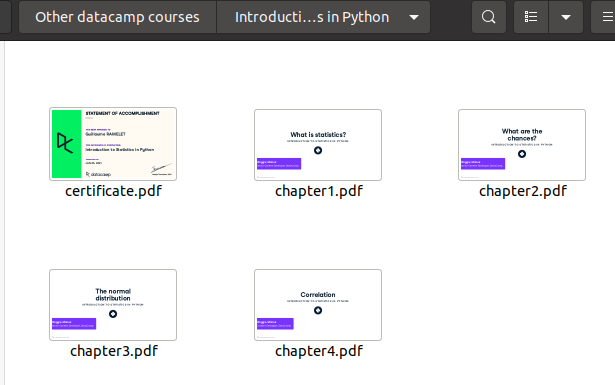 Other datacamp courses
Introducti...s in Python
STATEMENT OF ACCOMPLISHMENT
Guillaume RAMELET
Introduction to Statistics in Python
datacamp
certificate.pdf
What is statistics?
INTRODUCTION TO STATISTICS IN PYTHON
chapter1.pdf
What are the
chances?
INTRODUCTION TO STATISTICS IN PYTHON
chapter2.pdf
The normal
distribution
INTRODUCTION TO STATISTICS IN PYTHON
chapter3.pdf
Correlation
INTRODUCTION TO STATISTICS IN PYTHON
chapter4.pdf